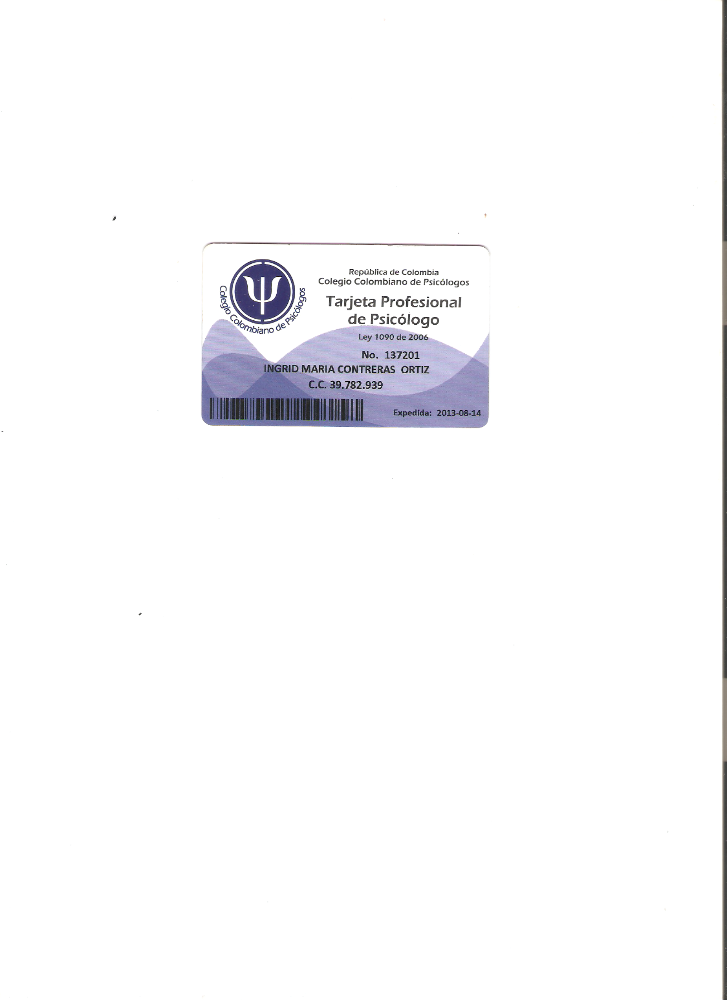 Colegio Colombiano de Psicólogos
República de Colombia
Colegio Colombiano de Psicólogos
Tarjeta Profesional
de Psicólogo
Ley 1090 de 2006
No. 137201
INGRID MARIA CONTRERAS ORTIZ
C.C. 39.782.939
Expedida: 2013-08-14